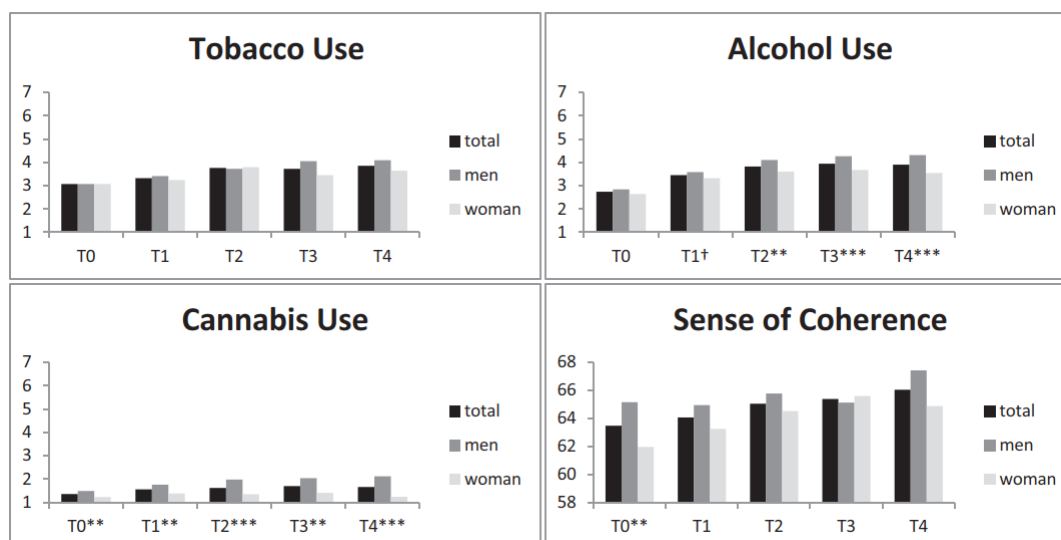 Tobacco Use
7
6
5
4
3
2
1
T0 T1 T2 T3 T4
total
men
woman
Alcohol Use
7
6
5
4
3
2
1
T0 T1† T2** T3*** T4***
total
men
woman
Cannabis Use
7
6
5
4
3
2
1
T0** T1** T2*** T3** T4***
total
men
woman
Sense of Coherence
68
66
64
62
60
58
T0** T1 T2 T3 T4
total
men
woman